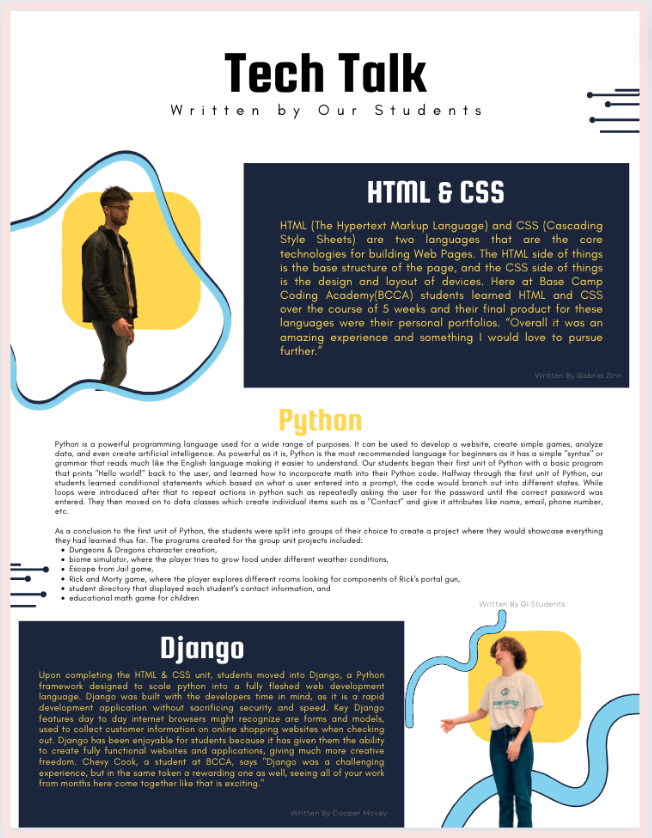 Tech Talk
Written by Our Students
HTML & CSS
HTML (The Hypertext Markup Language) and CSS (Cascading
Style Sheets) are two languages that are the core
technologies for building Web Pages. The HTML side of things
is the base structure of the page, and the CSS side of things
is the design and layout of devices. Here at Base Camp
Coding Academy(BCCA) students learned HTML and CSS
over the course of 5 weeks and their final product for these
languages were their personal portfolios. "Overall it was an
amazing experience and something I would love to pursue
further."
Written By Gabriel Zinn
Python
Python is a powerful programming language used for a wide range of purposes. It can be used to develop a website, create simple games, analyze
data, and even create artificial intelligence. As powerful as it is, Python is the most recommended language for beginners as it has a simple "syntax" or
grammar that reads much like the English language making it easier to understand. Our students began their first unit of Python with a basic program
that prints "Hello world!" back to the user, and learned how to incorporate math into their Python code. Halfway through the first unit of Python, our
students learned conditional statements which based on what a user entered into a prompt, the code would branch out into different states. While
loops were introduced after that to repeat actions in python such as repeatedly asking the user for the password until the correct password was
entered. They then moved on to data classes which create individual items such as a "Contact" and give it attributes like name, email, phone number,
etc.
As a conclusion to the first unit of Python, the students were split into groups of their choice to create a project where they would showcase everything
they had learned thus far. The programs created for the group unit projects included:
• Dungeons & Dragons character creation,
• biome simulator, where the player tries to grow food under different weather conditions,
• Escape from Jail game,
• Rick and Morty game, where the player explores different rooms looking for components of Rick's portal gun,
• student directory that displayed each student's contact information, and
• educational math game for children
Written By GI Students
Django
Upon completing the HTML & CSS unit, students moved into Django, a Python
framework designed to scale python into a fully fleshed web development
language. Django was built with the developers time in mind, as it is a rapid
development application without sacrificing security and speed. Key Django
features day to day internet browsers might recognize are forms and models,
used to collect customer information on online shopping websites when checking
out. Django has been enjoyable for students because it has given them the ability
to create fully functional websites and applications, giving much more creative
freedom. Chevy Cook, a student at BCCA, says "Django was a challenging
experience, but in the same token a rewarding one as well, seeing all of your work
from months here come together like that is exciting."
Written By Cooper Mcvey